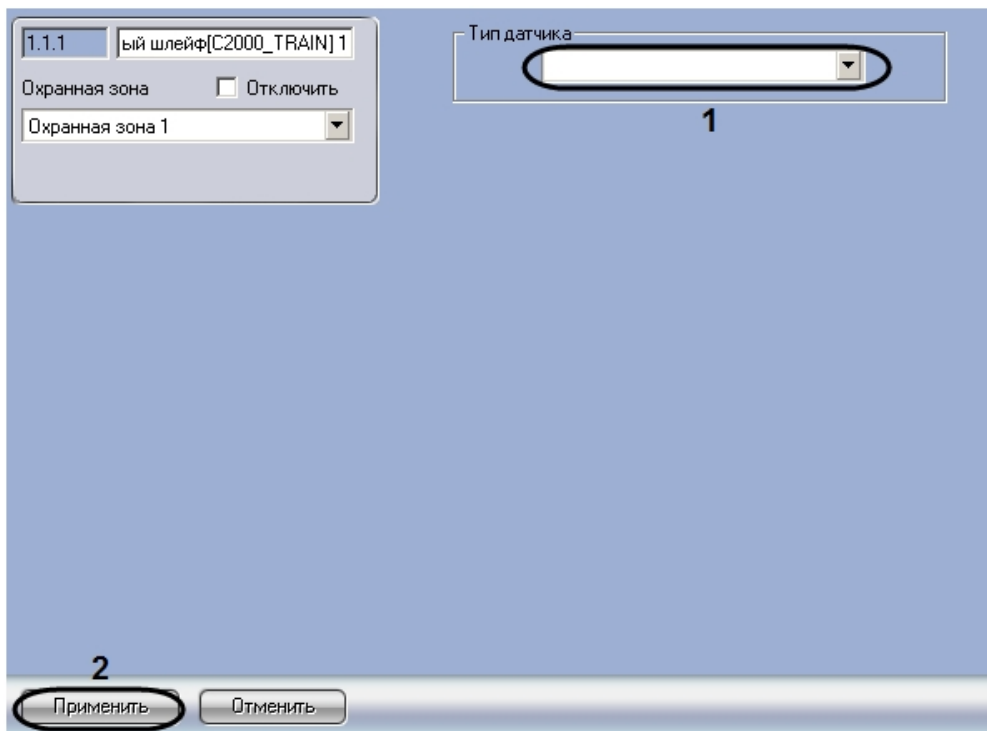 1.1.1 ый шлейф[C2000_TRAIN] 1
Охранная зона Отключить
Охранная зона 1
Тип датчика
1
2
Применить Отменить